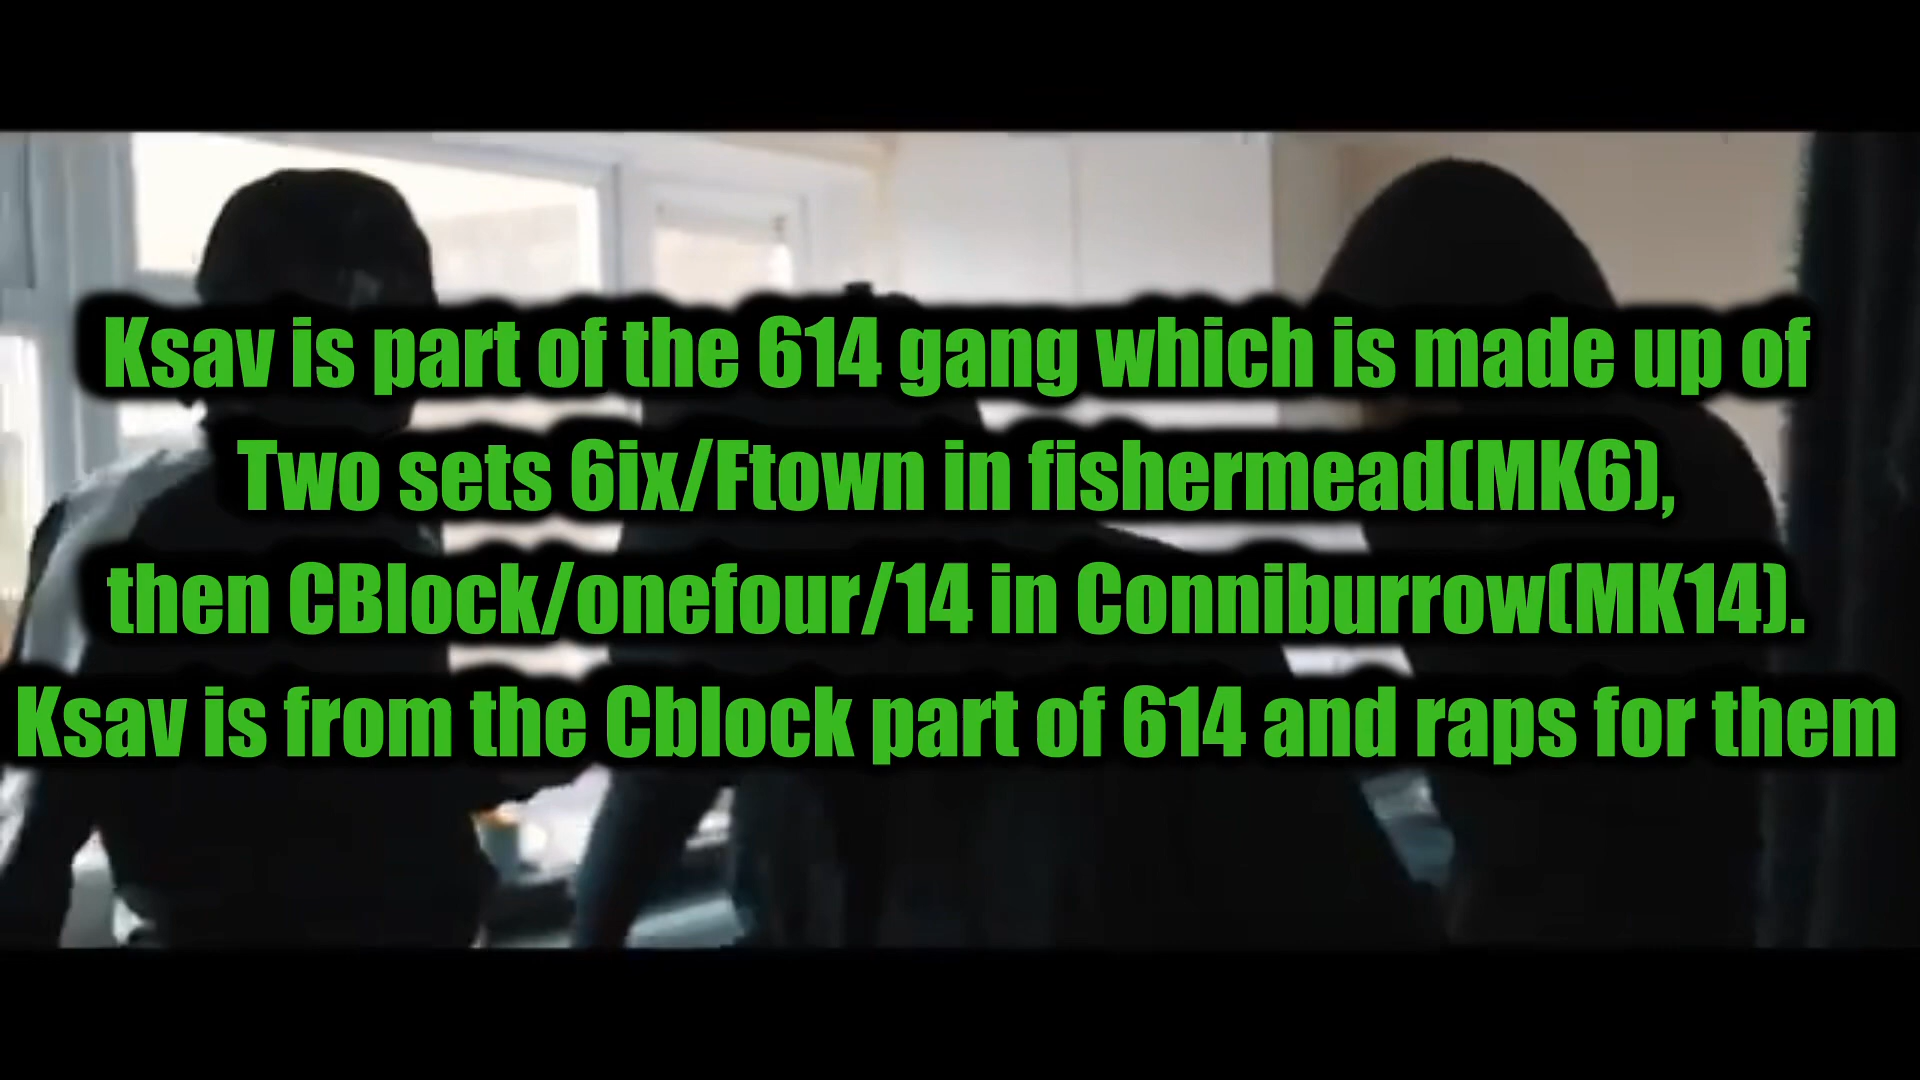 Ksav is part of the 614 gang which is made up of
Two sets 6ix/Ftown in fishermead(MK6),
then CBlock/onefour/14 in Conniburrow(MK14).
Ksav is from the Cblock part of 614 and raps for them